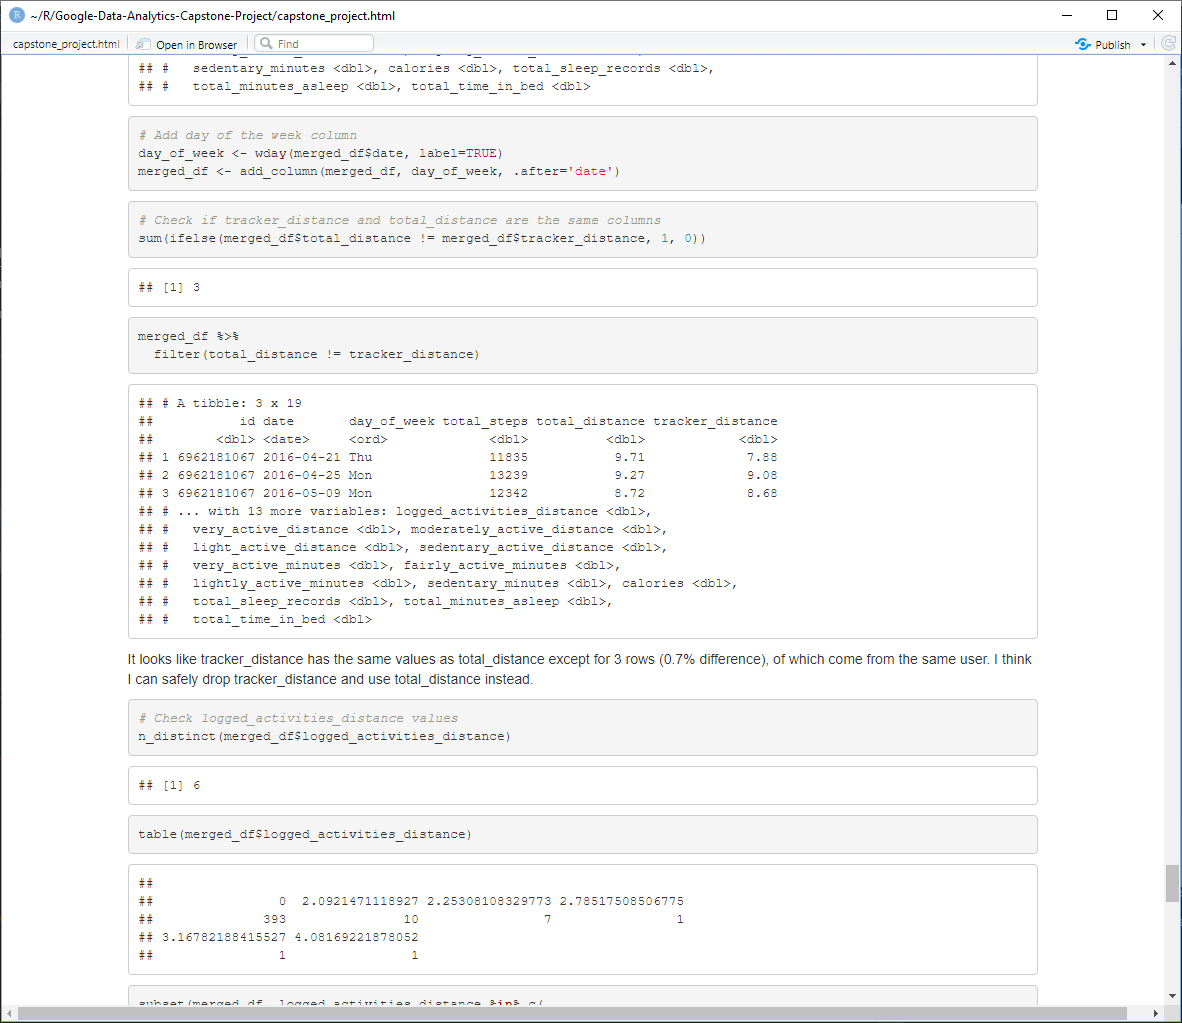 ~/R/Google-Data-Analytics-Capstone-Project/capstone_project.html
capstone_project.html Open in Browser Find Publish
## #   sedentary_minutes <dbl>, calories <dbl>, total_sleep_records <dbl>,
## #   total_minutes_asleep <dbl>, total_time_in_bed <dbl>
# Add day of the week column
day_of_week <- wday(merged_df$date, label=TRUE)
merged_df <- add_column(merged_df, day_of_week, .after='date')
# Check if tracker_distance and total_distance are the same columns
sum(ifelse(merged_df$total_distance != merged_df$tracker_distance, 1, 0))
## [1] 3
merged_df %>%
  filter(total_distance != tracker_distance)
## # A tibble: 3 x 19
##           id date       day_of_week total_steps total_distance tracker_distance
##        <dbl> <date>     <ord>             <dbl>          <dbl>            <dbl>
## 1 6962181067 2016-04-21 Thu               11835           9.71             7.88
## 2 6962181067 2016-04-25 Mon               13239           9.27             9.08
## 3 6962181067 2016-05-09 Mon               12342           8.72             8.68
## # ... with 13 more variables: logged_activities_distance <dbl>,
## #   very_active_distance <dbl>, moderately_active_distance <dbl>,
## #   light_active_distance <dbl>, sedentary_active_distance <dbl>,
## #   very_active_minutes <dbl>, fairly_active_minutes <dbl>,
## #   lightly_active_minutes <dbl>, sedentary_minutes <dbl>, calories <dbl>,
## #   total_sleep_records <dbl>, total_minutes_asleep <dbl>,
## #   total_time_in_bed <dbl>
It looks like tracker_distance has the same values as total_distance except for 3 rows (0.7% difference), of which come from the same user. I think
I can safely drop tracker_distance and use total_distance instead.
# Check logged_activities_distance values
n_distinct(merged_df$logged_activities_distance)
## [1] 6
table(merged_df$logged_activities_distance)
##
##                0  2.0921471118927 2.25308108329773 2.78517508506775
##              393               10                7                1
## 3.16782188415527 4.08169221878052
##                1                1
subset(merged_df, logged_activities_distance %in% c(